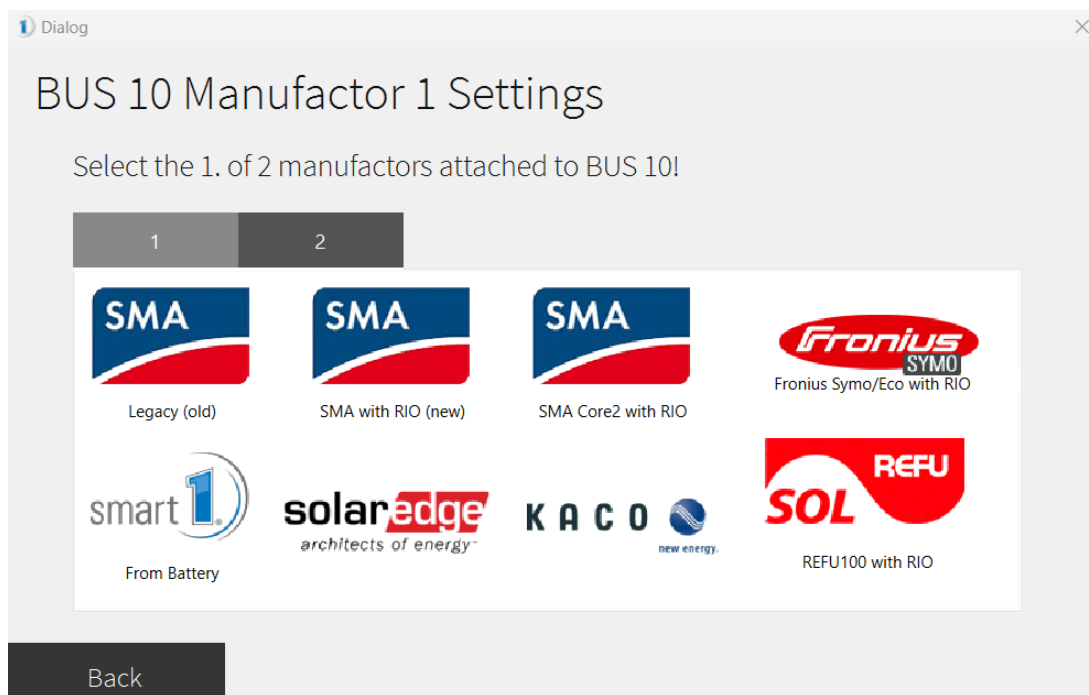 Dialog
BUS 10 Manufactor 1 Settings
Select the 1. of 2 manufactors attached to BUS 10!
1
2
SMA
Legacy (old)
SMA
SMA with RIO (new)
SMA
SMA Core2 with RIO
Fronius
SYMO
Fronius Symo/Eco with RIO
smart 1.
From Battery
solaredge
architects of energy
KACO
new energy.
REFU
SOL
REFU100 with RIO
Back